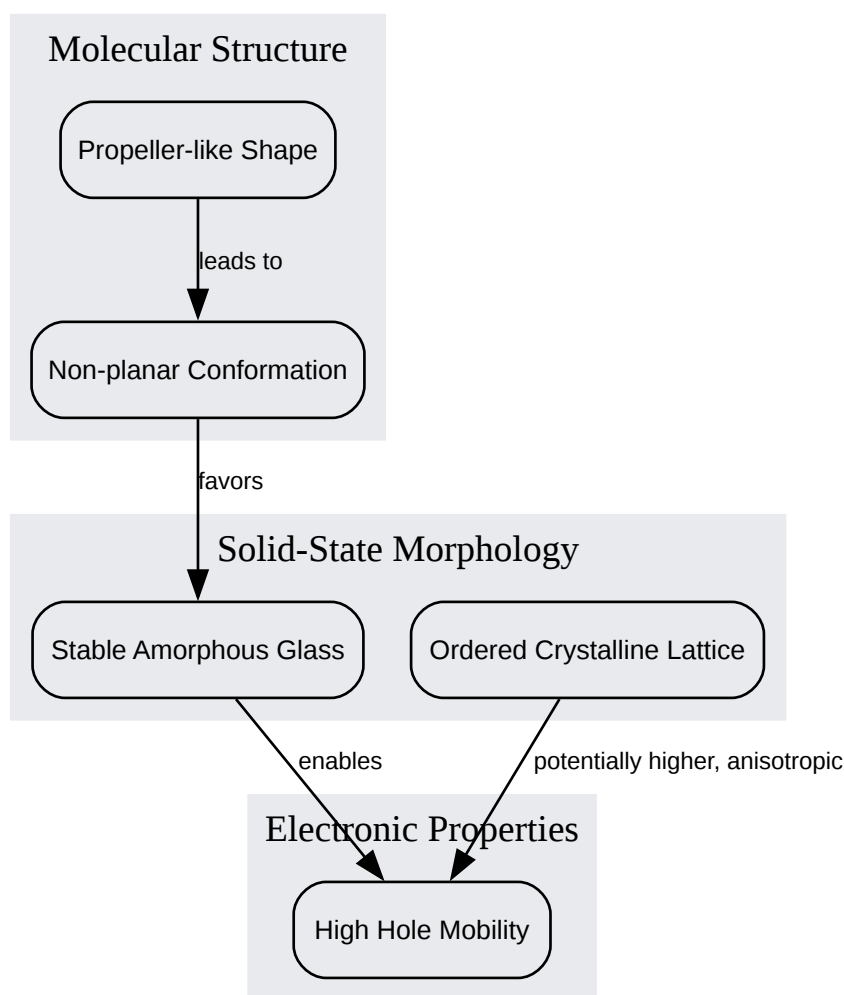 Molecular Structure
Propeller-like Shape
leads to
Non-planar Conformation
favors
Solid-State Morphology
Stable Amorphous Glass
Ordered Crystalline Lattice
enables
potentially higher, anisotropic
Electronic Properties
High Hole Mobility